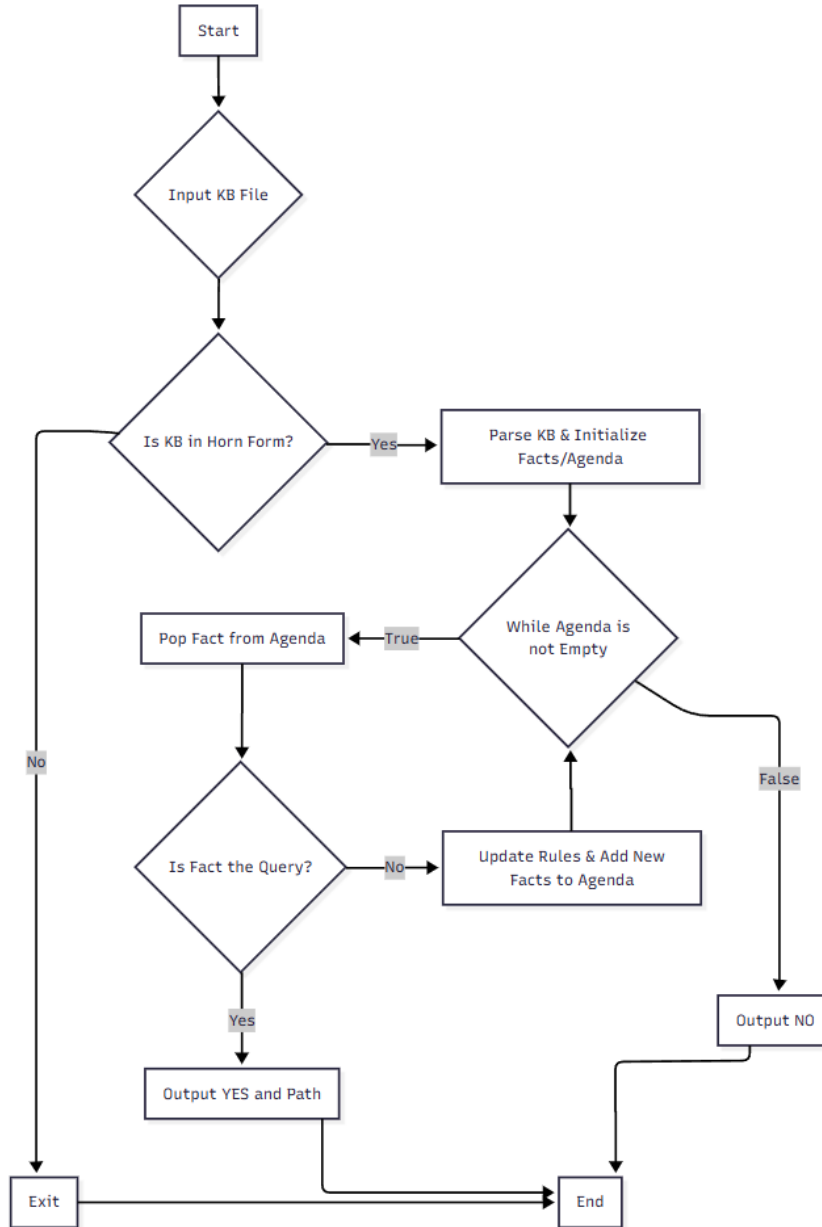 Start
Input KB File
Is KB in Horn Form?
Yes
Parse KB & Initialize
Facts/Agenda
While Agenda is
not Empty
True
Pop Fact from Agenda
No
False
Is Fact the Query?
No
Update Rules & Add New
Facts to Agenda
Yes
Output NO
Output YES and Path
Exit
End